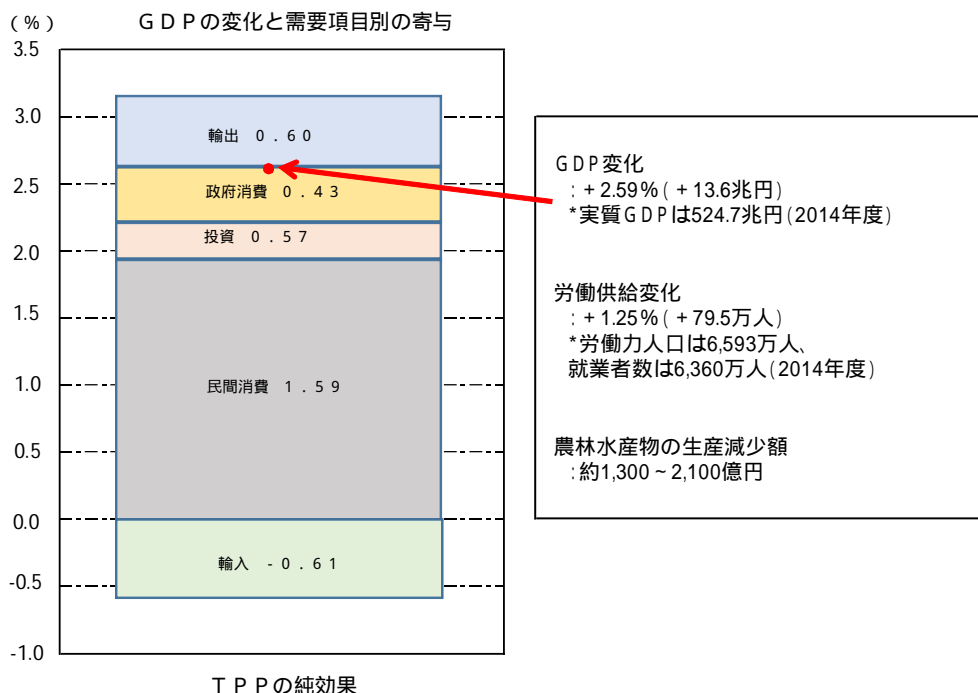 (%)
GDPの変化と需要項目別の寄与
3.5
3.0
2.5
2.0
1.5
1.0
0.5
0.0
-0.5
-1.0
輸出 0.60
政府消費 0.43
投資 0.57
民間消費 1.59
輸入 -0.61
TPPの純効果
GDP変化
:+2.59%(+13.6兆円)
*実質GDPは524.7兆円(2014年度)
労働供給変化
:+1.25%(+79.5万人)
*労働力人口は6,593万人、
就業者数は6,360万人(2014年度)
農林水産物の生産減少額
:約1,300~2,100億円